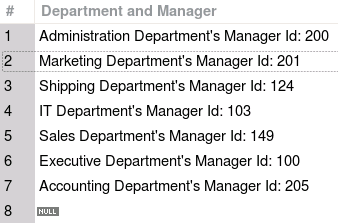 # Department and Manager
1 Administration Department's Manager Id: 200
2 Marketing Department's Manager Id: 201
3 Shipping Department's Manager Id: 124
4 IT Department's Manager Id: 103
5 Sales Department's Manager Id: 149
6 Executive Department's Manager Id: 100
7 Accounting Department's Manager Id: 205
8 NULL